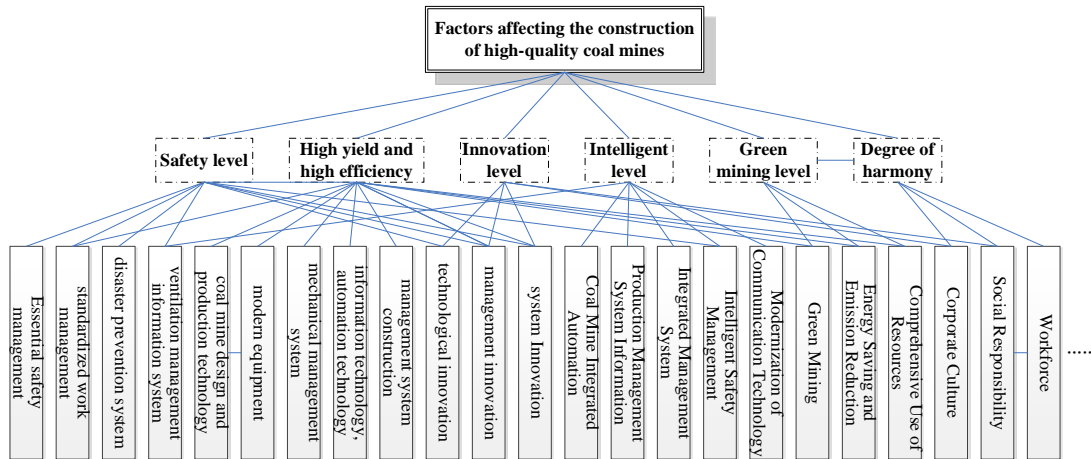 Factors affecting the construction
of high-quality coal mines
Safety level
High yield and
high efficiency
Innovation
level
Intelligent
level
Green
mining level
Degree of
harmony
Essential safety
management
standardized work
management
disaster prevention system
ventilation management
information system
coal mine design and
production technology
modern equipment
mechanical management
system
information technology,
automation technology
management system
construction
technological innovation
management innovation
system Innovation
Coal Mine Integrated
Automation
Production Management
System Information
Integrated Management
System
Intelligent Safety
Management
Modernization of
Communication Technology
Green Mining
Energy Saving and
Emission Reduction
Comprehensive Use of
Resources
Corporate Culture
Social Responsibility
Workforce
.....